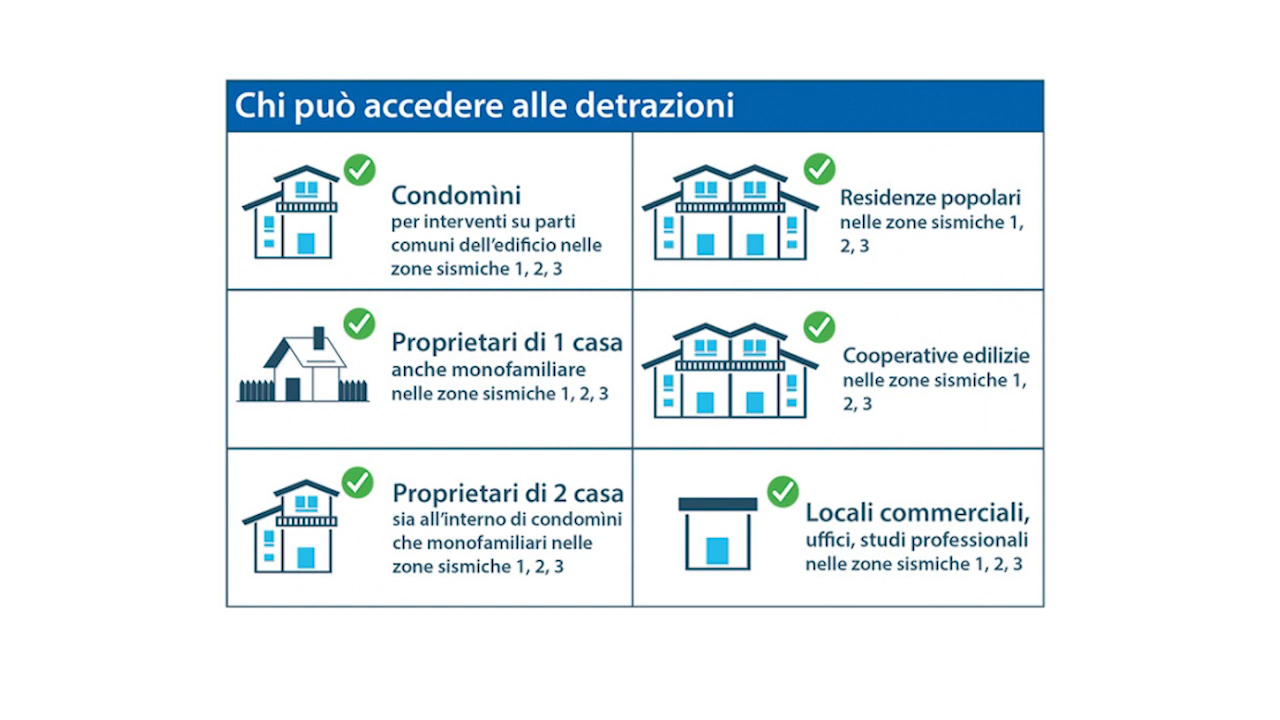 Chi può accedere alle detrazioni
Condomìni
per interventi su parti
comuni dell'edificio nelle
zone sismiche 1, 2, 3
Residenze popolari
nelle zone sismiche 1,
2, 3
Proprietari di 1 casa
anche monofamiliare
nelle zone sismiche 1, 2, 3
Cooperative edilizie
nelle zone sismiche 1,
2, 3
Proprietari di 2 casa
sia all'interno di condomìni
che monofamiliari nelle
zone sismiche 1, 2, 3
Locali commerciali,
uffici, studi professionali
nelle zone sismiche 1, 2, 3